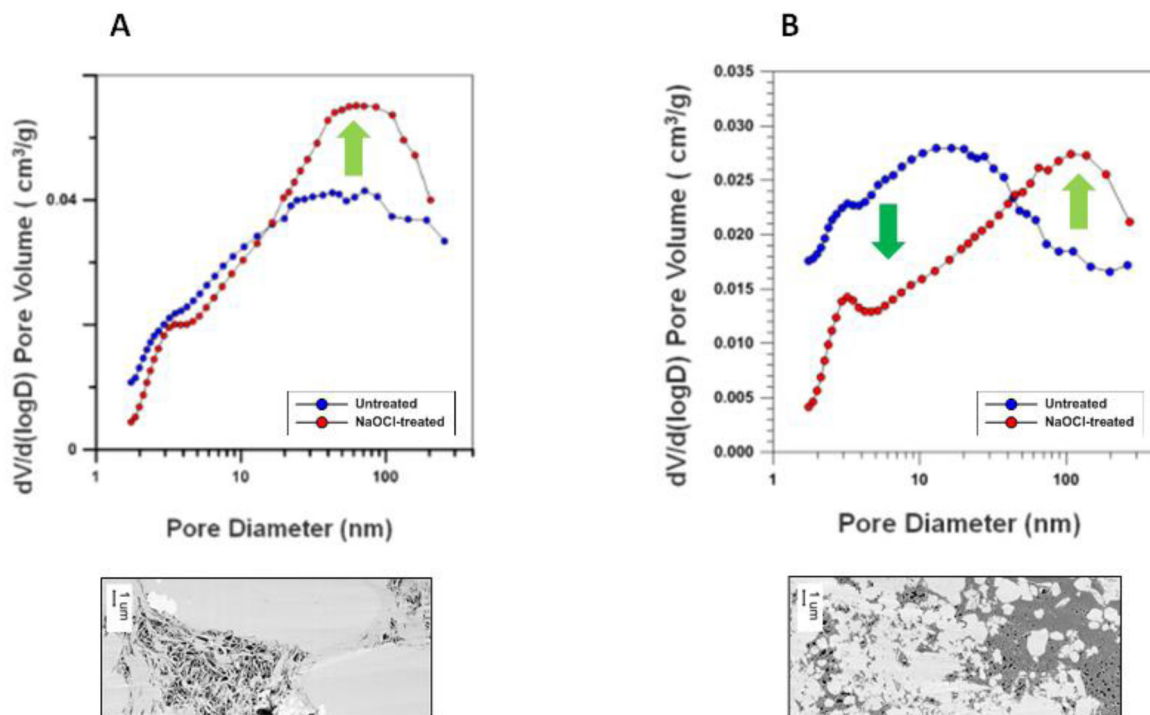 A
dV/d(logD) Pore Volume ( cm³/g)
0.04
0
1
10
100
Untreated
NaOCl-treated
Pore Diameter (nm)
1 um
B
dV/d(logD) Pore Volume ( cm³/g)
0.035
0.030
0.025
0.020
0.015
0.010
0.005
0.000
1
10
100
Untreated
NaOCl-treated
Pore Diameter (nm)
1 um